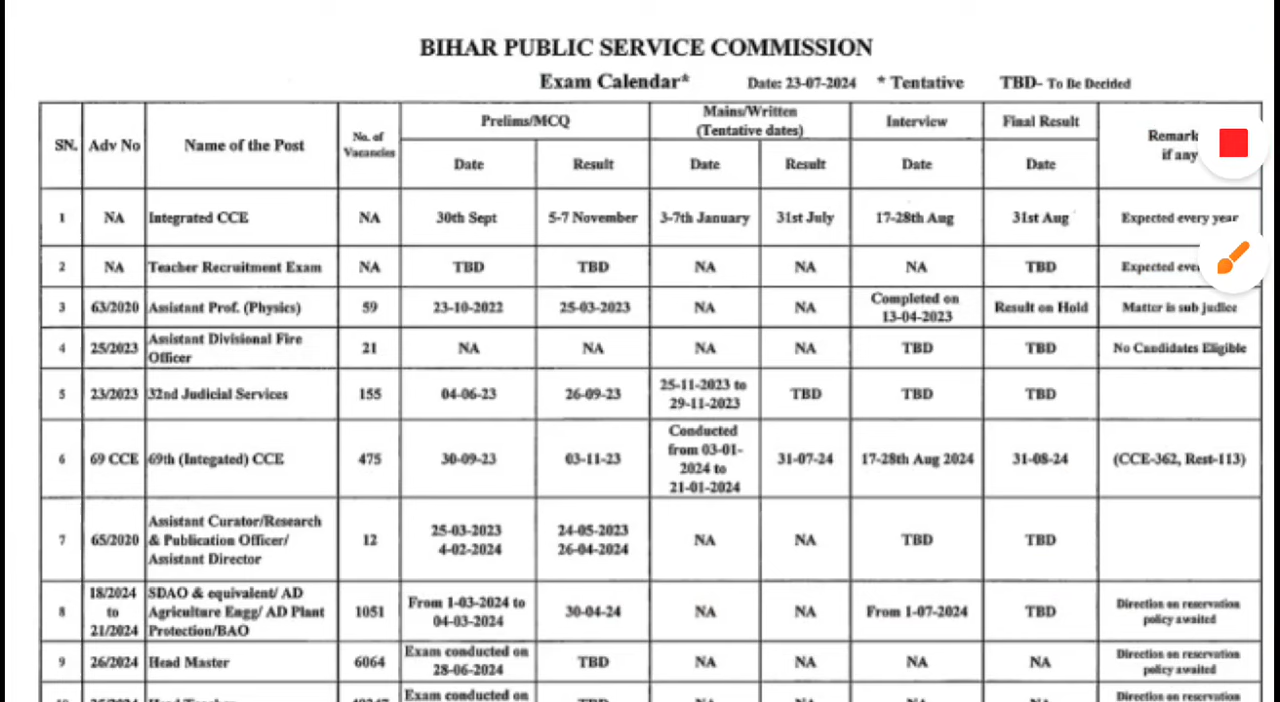 BIHAR PUBLIC SERVICE COMMISSION
Exam Calendar* Date: 23-07-2024 * Tentative TBD- To Be Decided
SN. Adv No Name of the Post No. of Vacancies Prelims/MCQ Mains/Written (Tentative dates) Interview Final Result Remark if any
Date Result Date Result Date Date
1 NA Integrated CCE NA 30th Sept 5-7 November 3-7th January 31st July 17-28th Aug 31st Aug Expected every year
2 NA Teacher Recruitment Exam NA TBD TBD NA NA NA TBD Expected
3 63/2020 Assistant Prof. (Physics) 59 23-10-2022 25-03-2023 NA NA Completed on 13-04-2023 Result on Hold Matter is sub judice
4 25/2023 Assistant Divisional Fire Officer 21 NA NA NA NA TBD TBD No Candidates Eligible
5 23/2023 32nd Judicial Services 155 04-06-23 26-09-23 25-11-2023 to 29-11-2023 TBD TBD TBD
6 69 CCE 69th (Integated) CCE 475 30-09-23 03-11-23 Conducted from 03-01-2024 to 21-01-2024 31-07-24 17-28th Aug 2024 31-08-24 (CCE-362, Rest-113)
7 65/2020 Assistant Curator/Research & Publication Officer/ Assistant Director 12 25-03-2023 4-02-2024 24-05-2023 26-04-2024 NA NA TBD TBD
8 18/2024 to 21/2024 SDAO & equivalent/ AD Agriculture Engg/ AD Plant Protection/BAO 1051 From 1-03-2024 to 04-03-2024 30-04-24 NA NA From 1-07-2024 TBD Direction on reservation policy awaited
9 26/2024 Head Master 6064 Exam conducted on 28-06-2024 TBD NA NA NA NA Direction on reservation policy awaited
Exam conducted on Direction on reservation